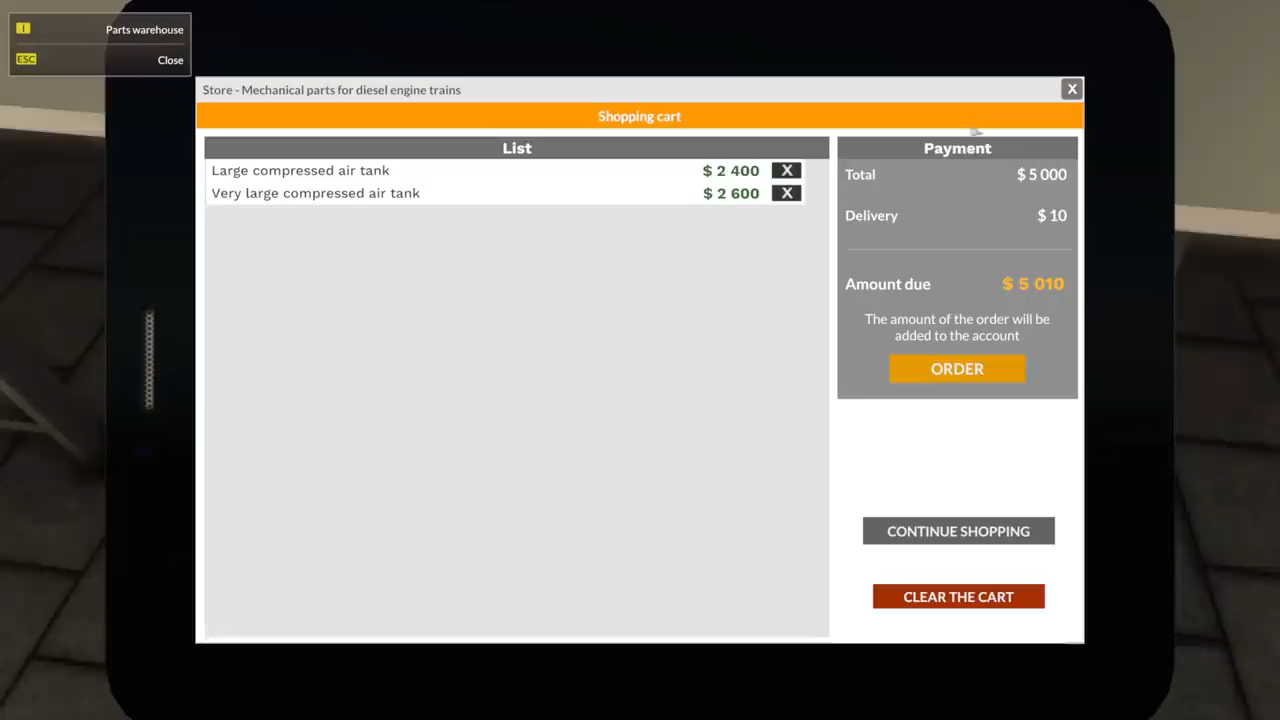 I Parts warehouse
ESC Close
Store - Mechanical parts for diesel engine trains X
Shopping cart
List
Large compressed air tank $ 2 400 X
Very large compressed air tank $ 2 600 X
Payment
Total $ 5 000
Delivery $ 10
Amount due $ 5 010
The amount of the order will be
added to the account
ORDER
CONTINUE SHOPPING
CLEAR THE CART